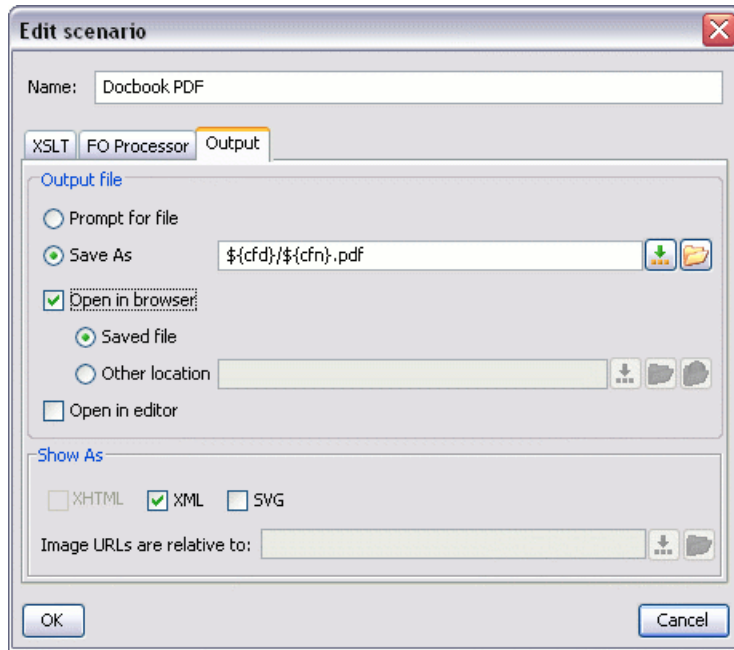 Edit scenario
Name: Docbook PDF
XSLT FO Processor Output
Output file
Prompt for file
Save As ${cfd}/${cfn}.pdf
Open in browser
Saved file
Other location
Open in editor
Show As
XHTML XML SVG
Image URLs are relative to:
OK Cancel